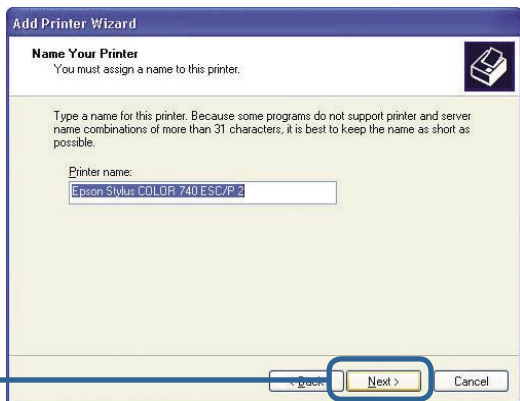 Add Printer Wizard
Name Your Printer
You must assign a name to this printer.
Type a name for this printer. Because some programs do not support printer and server
name combinations of more than 31 characters, it is best to keep the name as short as
possible.
Printer name:
Epson Stylus COLOR 740 ESC/P 2
< Back Next > Cancel